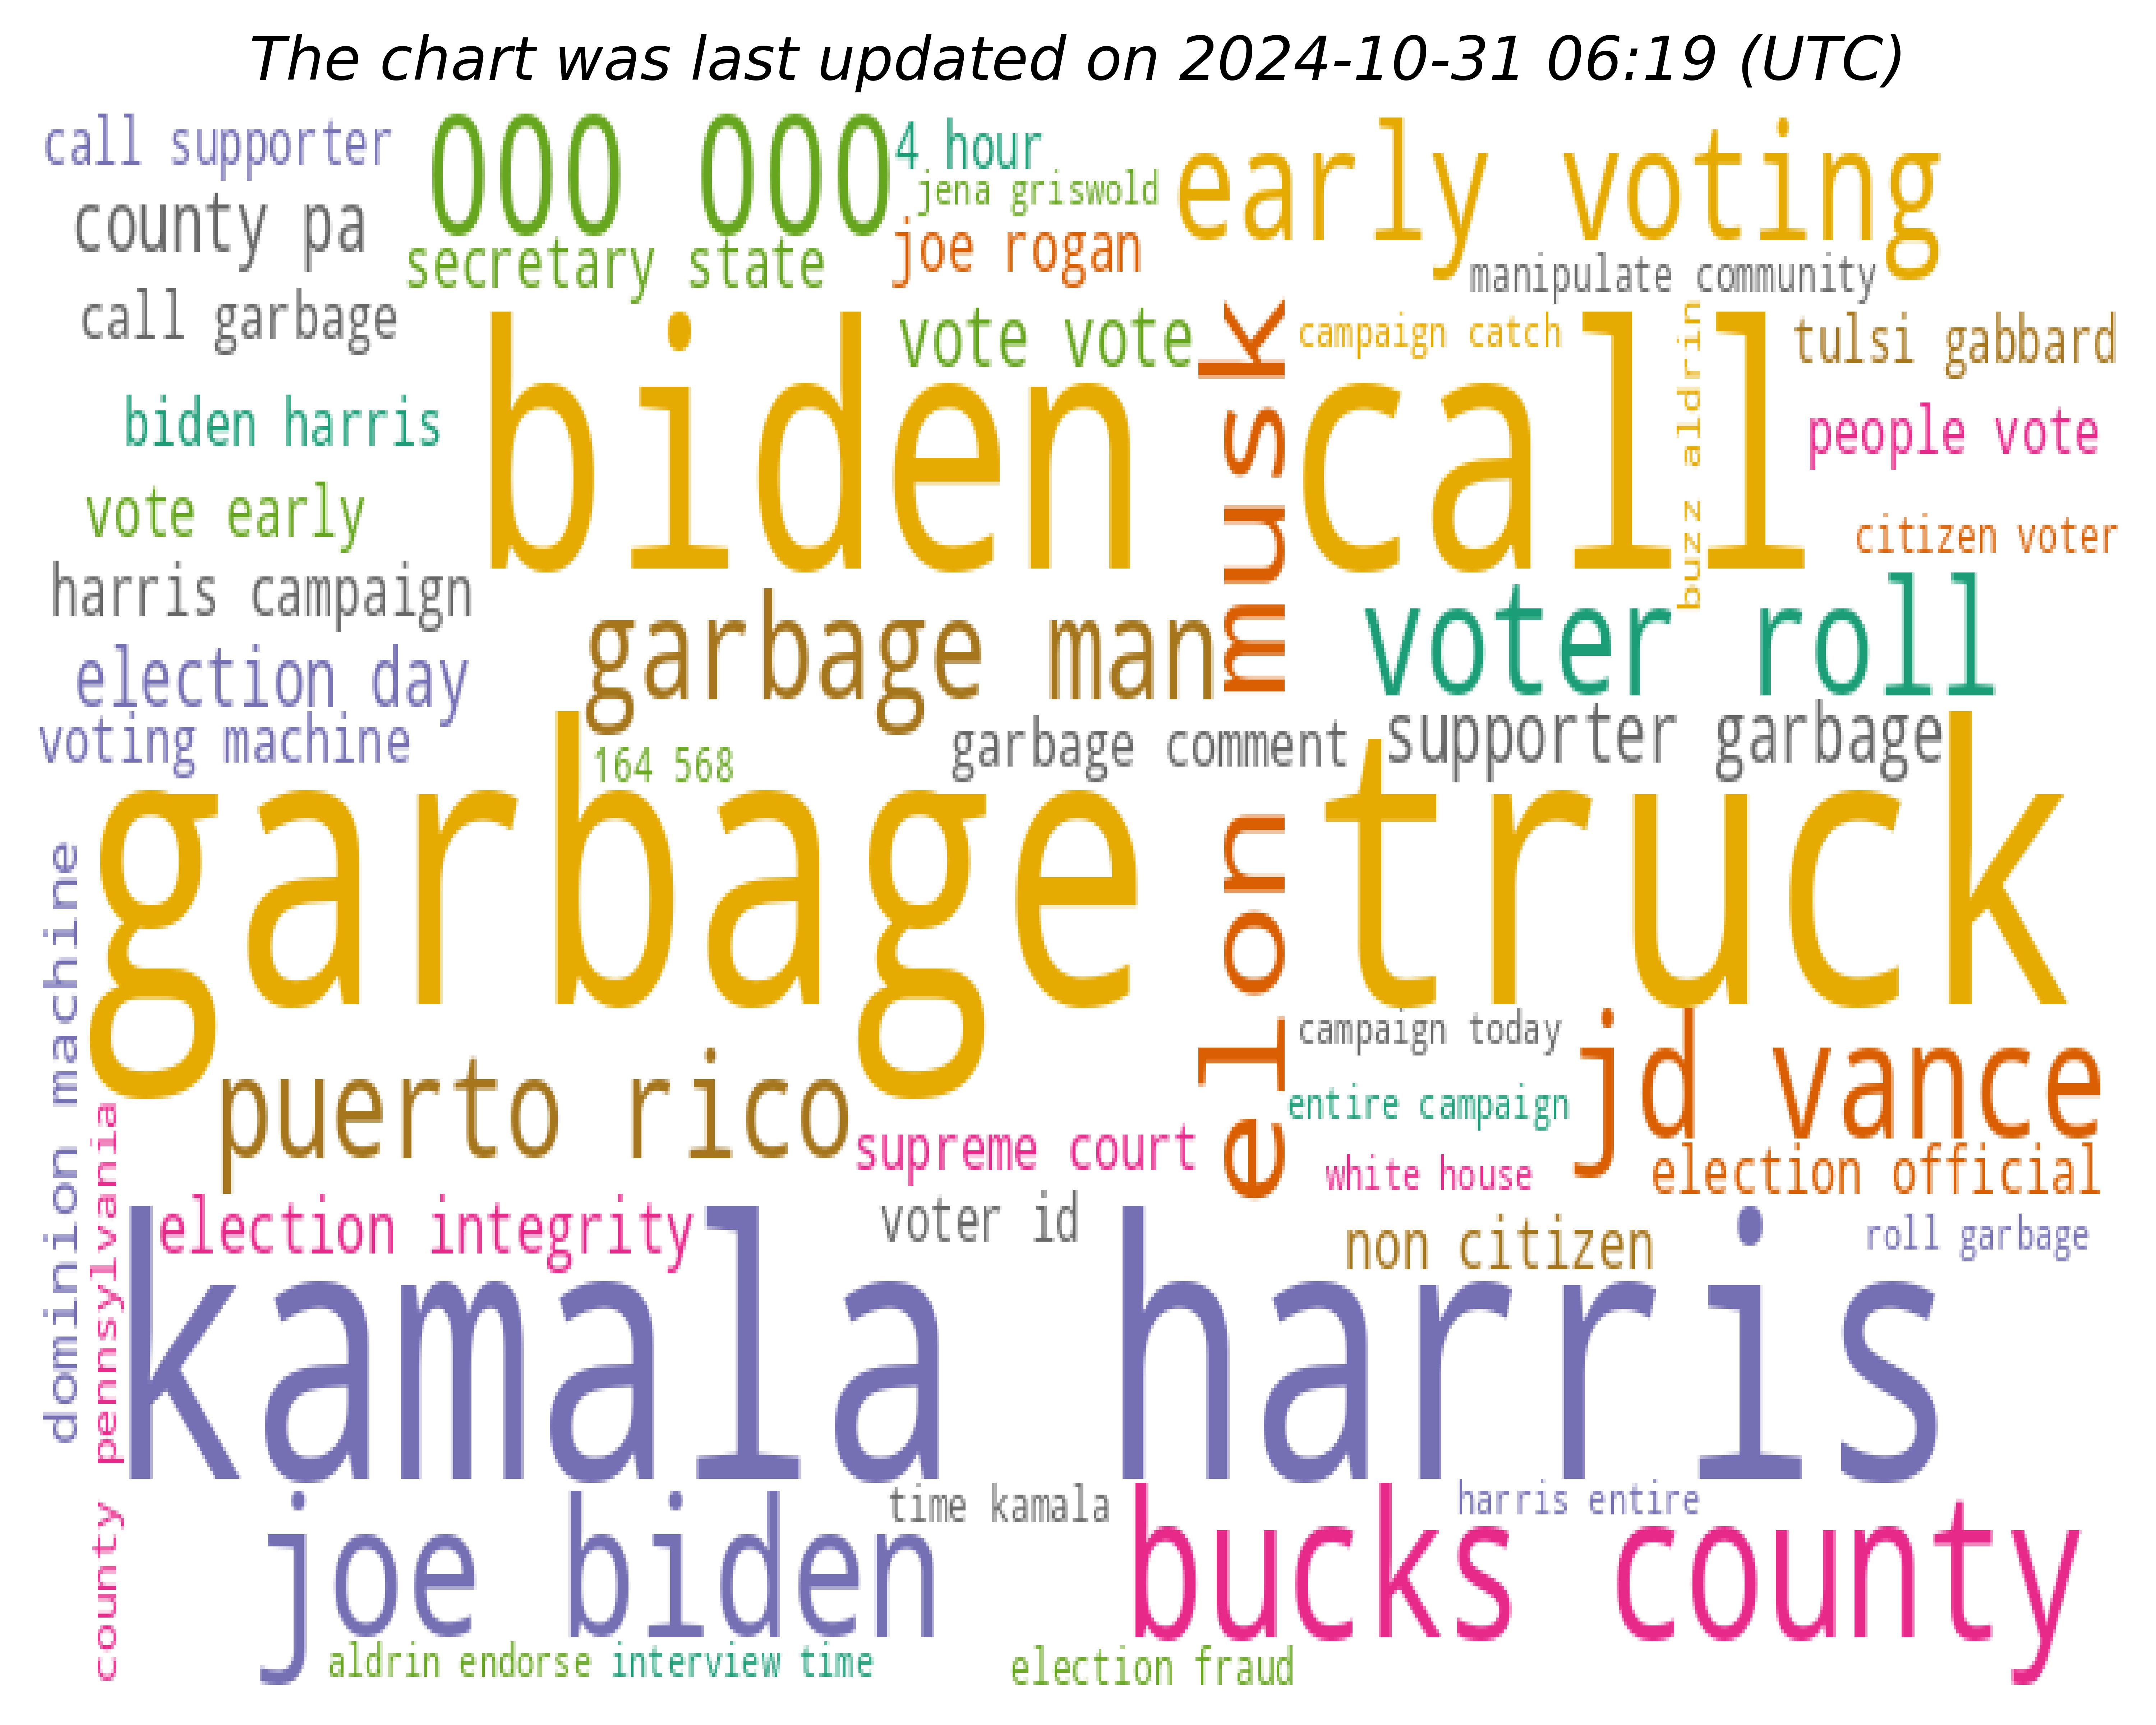 The chart was last updated on 2024-10-31 06:19 (UTC)
call supporter
000 000
4 hour
early voting
jena griswold
county pa
joe rogan
secretary state
manipulate community
call garbage
biden call
vote vote
campaign catch
tulsi gabbard
buzz aldrin
biden harris
people vote
vote early
citizen voter
harris campaign
garbage man
elon musk
voter roll
election day
voting machine
164 568
garbage comment
supporter garbage
garbage truck
dominion machine
campaign today
jd vance
puerto rico
entire campaign
supreme court
white house
election official
county pennsylvania
election integrity
voter id
non citizen
roll garbage
kamala harris
joe biden
time kamala
harris entire
bucks county
aldrin endorse
interview time
election fraud